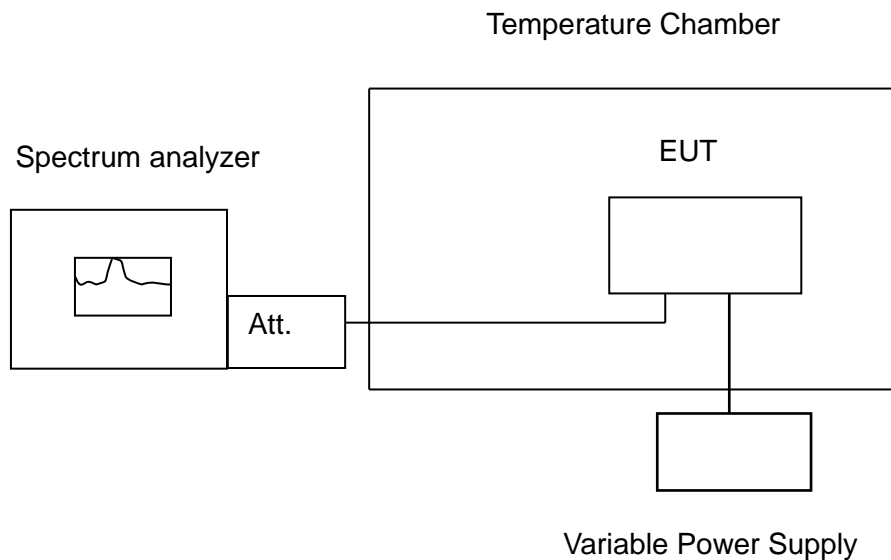 Temperature Chamber
Spectrum analyzer
EUT
Att.
Variable Power Supply